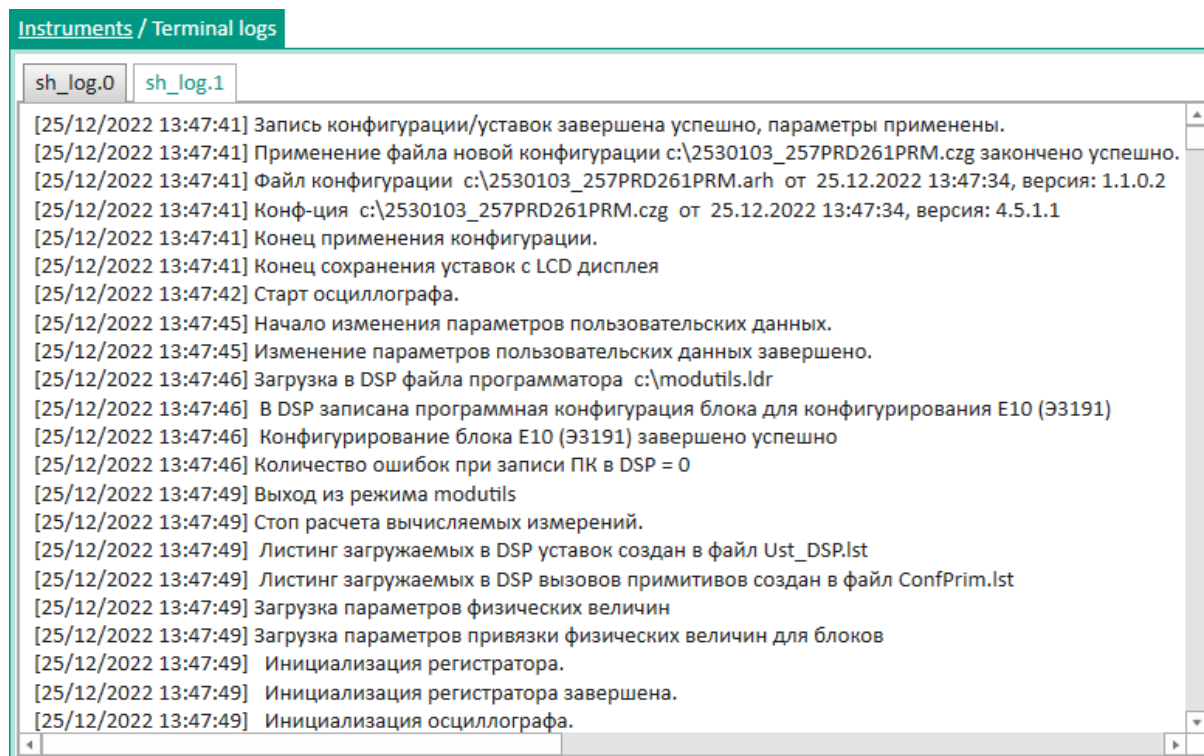 Instruments / Terminal logs
sh_log.0 sh_log.1
[25/12/2022 13:47:41] Запись конфигурации/уставок завершена успешно, параметры применены.
[25/12/2022 13:47:41] Применение файла новой конфигурации c:\2530103_257PRD261PRM.czg закончено успешно.
[25/12/2022 13:47:41] Файл конфигурации  c:\2530103_257PRD261PRM.arh  от  25.12.2022 13:47:34, версия: 1.1.0.2
[25/12/2022 13:47:41] Конф-ция  c:\2530103_257PRD261PRM.czg  от  25.12.2022 13:47:34, версия: 4.5.1.1
[25/12/2022 13:47:41] Конец применения конфигурации.
[25/12/2022 13:47:41] Конец сохранения уставок с LCD дисплея
[25/12/2022 13:47:42] Старт осциллографа.
[25/12/2022 13:47:45] Начало изменения параметров пользовательских данных.
[25/12/2022 13:47:45] Изменение параметров пользовательских данных завершено.
[25/12/2022 13:47:46] Загрузка в DSP файла программатора  c:\modutils.ldr
[25/12/2022 13:47:46]  В DSP записана программная конфигурация блока для конфигурирования E10 (Э3191)
[25/12/2022 13:47:46]  Конфигурирование блока E10 (Э3191) завершено успешно
[25/12/2022 13:47:46] Количество ошибок при записи ПК в DSP = 0
[25/12/2022 13:47:49] Выход из режима modutils
[25/12/2022 13:47:49] Стоп расчета вычисляемых измерений.
[25/12/2022 13:47:49]  Листинг загружаемых в DSP уставок создан в файл Ust_DSP.lst
[25/12/2022 13:47:49]  Листинг загружаемых в DSP вызовов примитивов создан в файл ConfPrim.lst
[25/12/2022 13:47:49] Загрузка параметров физических величин
[25/12/2022 13:47:49] Загрузка параметров привязки физических величин для блоков
[25/12/2022 13:47:49]   Инициализация регистратора.
[25/12/2022 13:47:49]   Инициализация регистратора завершена.
[25/12/2022 13:47:49]   Инициализация осциллографа.